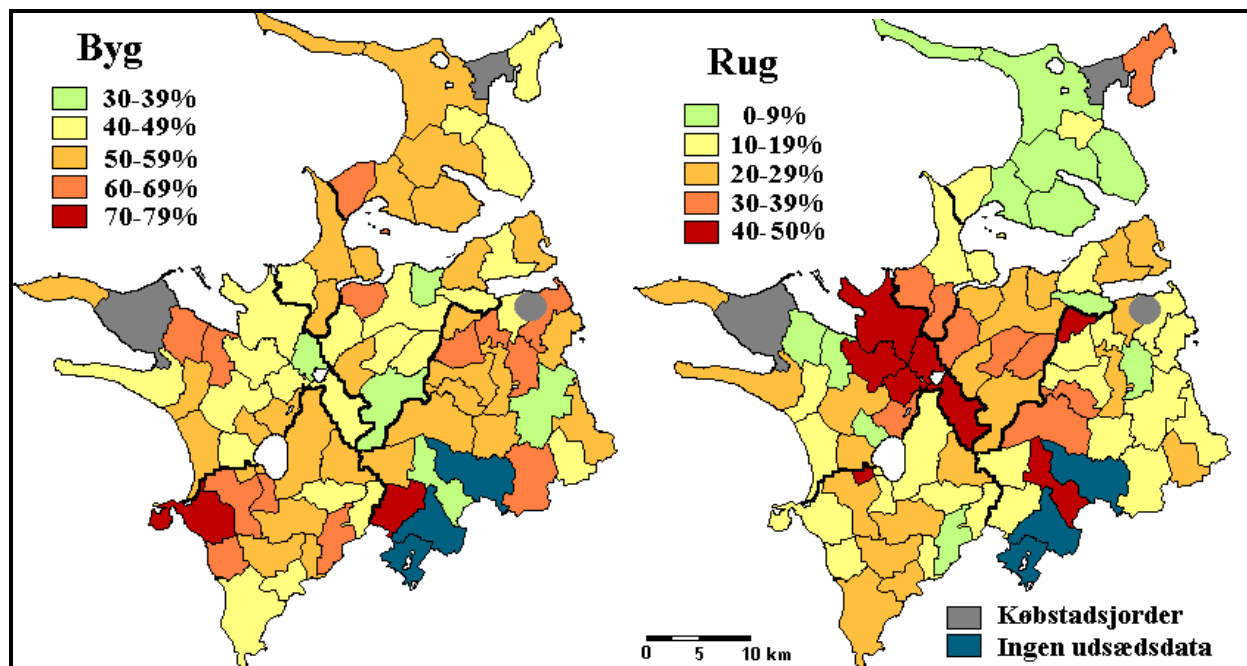 Byg
30-39%
40-49%
50-59%
60-69%
70-79%
Rug
0-9%
10-19%
20-29%
30-39%
40-50%
0 5 10 km
Købstadsjorder
Ingen udsædsdata